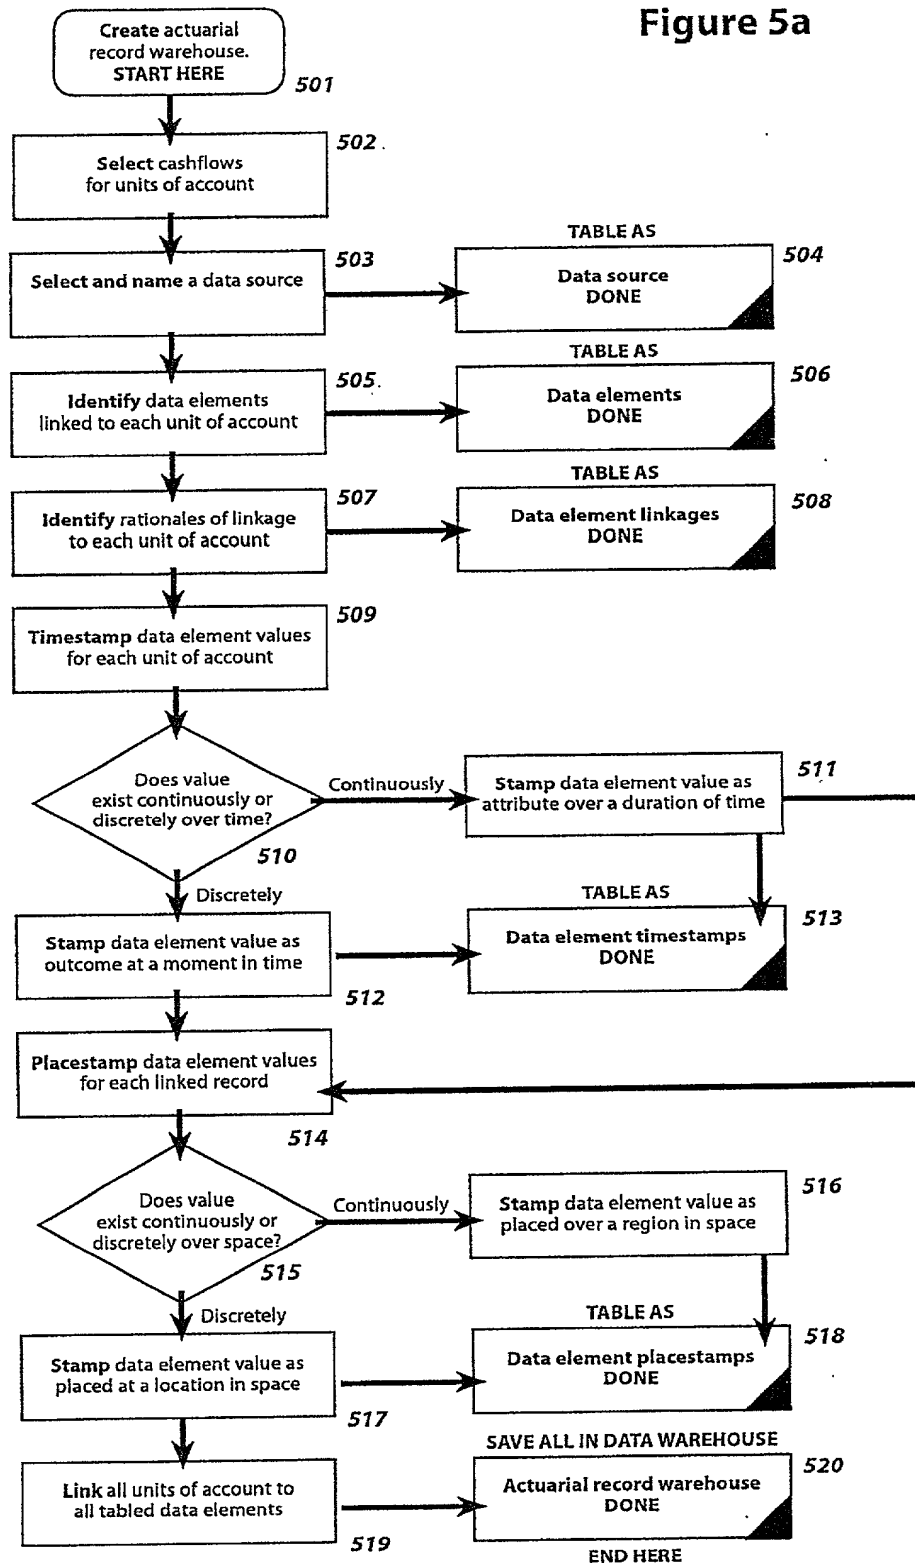 Figure 5a
Create actuarial
record warehouse.
START HERE
501
502
Select cashflows
for units of account
503
Select and name a data source
TABLE AS
504
Data source
DONE
505
Identify data elements
linked to each unit of account
TABLE AS
506
Data elements
DONE
507
Identify rationales of linkage
to each unit of account
TABLE AS
508
Data element linkages
DONE
509
Timestamp data element values
for each unit of account
Does value
exist continuously or
discretely over time?
510
Continuously
511
Stamp data element value as
attribute over a duration of time
Discretely
Stamp data element value as
outcome at a moment in time
512
TABLE AS
513
Data element timestamps
DONE
Placestamp data element values
for each linked record
514
Does value
exist continuously or
discretely over space?
515
Continuously
516
Stamp data element value as
placed over a region in space
Discretely
Stamp data element value as
placed at a location in space
517
TABLE AS
518
Data element placestamps
DONE
Link all units of account to
all tabled data elements
519
SAVE ALL IN DATA WAREHOUSE
520
Actuarial record warehouse
DONE
END HERE